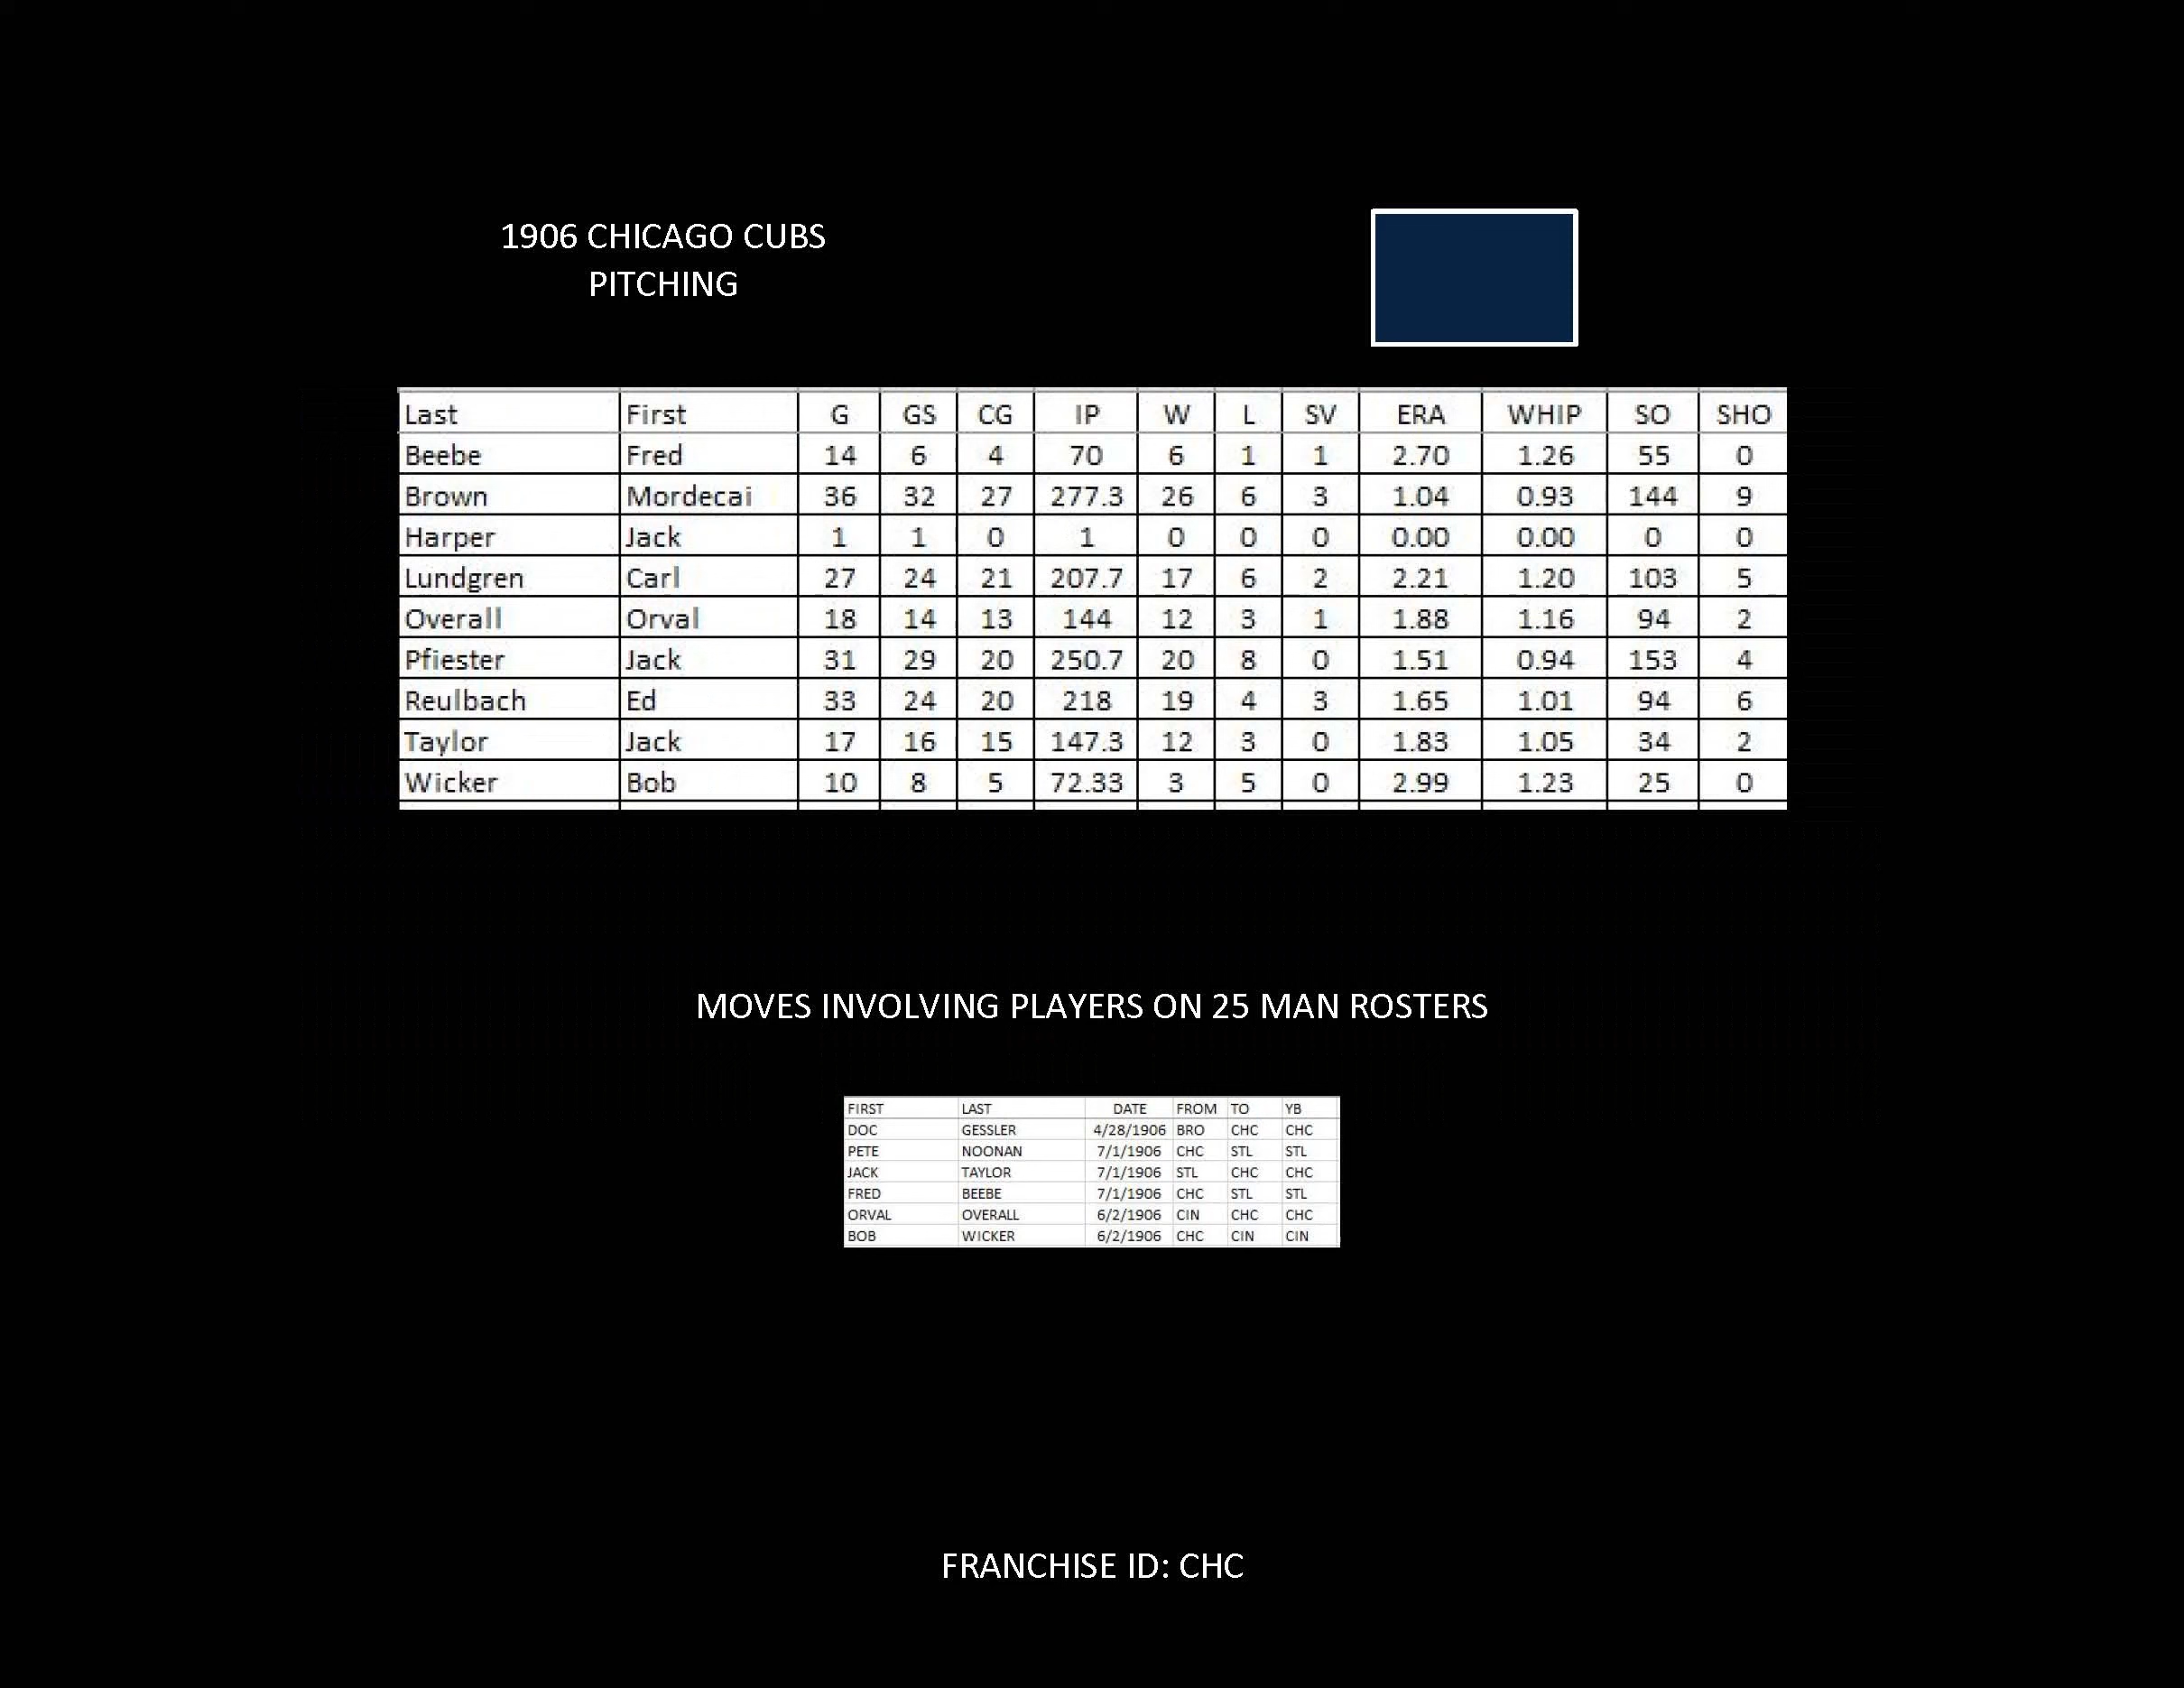 1906 CHICAGO CUBS
PITCHING
Last First G GS CG IP W L SV ERA WHIP SO SHO
Beebe Fred 14 6 4 70 6 1 1 2.70 1.26 55 0
Brown Mordecai 36 32 27 277.3 26 6 3 1.04 0.93 144 9
Harper Jack 1 1 0 1 0 0 0 0.00 0.00 0 0
Lundgren Carl 27 24 21 207.7 17 6 2 2.21 1.20 103 5
Overall Orval 18 14 13 144 12 3 1 1.88 1.16 94 2
Pfiester Jack 31 29 20 250.7 20 8 0 1.51 0.94 153 4
Reulbach Ed 33 24 20 218 19 4 3 1.65 1.01 94 6
Taylor Jack 17 16 15 147.3 12 3 0 1.83 1.05 34 2
Wicker Bob 10 8 5 72.33 3 5 0 2.99 1.23 25 0
MOVES INVOLVING PLAYERS ON 25 MAN ROSTERS
FIRST LAST DATE FROM TO YB
DOC GESSLER 4/28/1906 BRO CHC CHC
PETE NOONAN 7/1/1906 CHC STL STL
JACK TAYLOR 7/1/1906 STL CHC CHC
FRED BEEBE 7/1/1906 CHC STL STL
ORVAL OVERALL 6/2/1906 CIN CHC CHC
BOB WICKER 6/2/1906 CHC CIN CIN
FRANCHISE ID: CHC